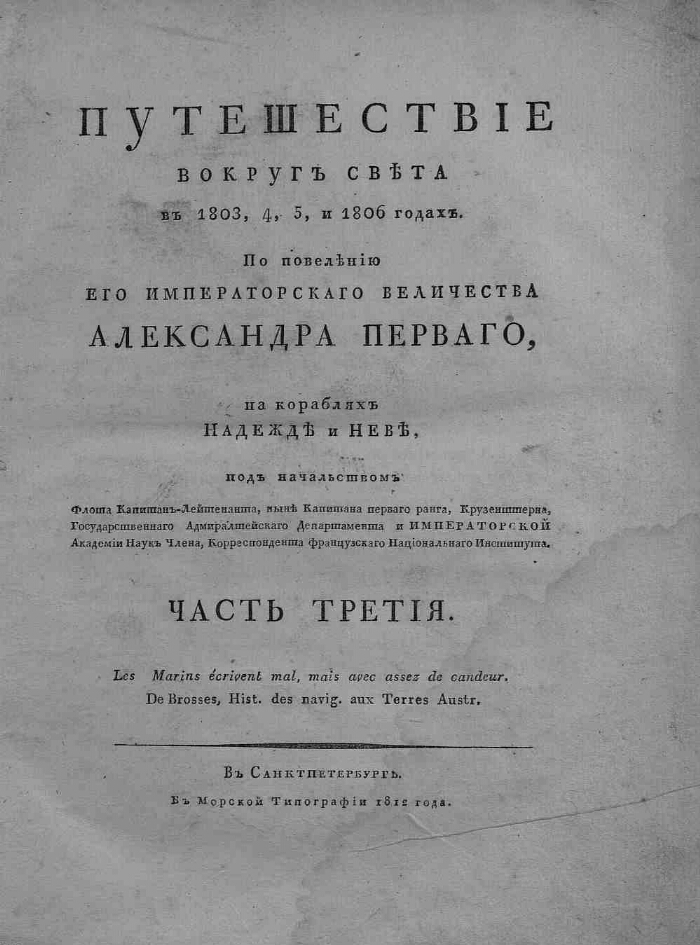 ПУТЕШЕСТВІЕ
ВОКРУГЪ СВѢТА
въ 1803, 4, 5, и 1806 годахъ.
По повелѣнію
ЕГО ИМПЕРАТОРСКАГО ВЕЛИЧЕСТВА
АЛЕКСАНДРА ПЕРВАГО,
на корабляхъ
НАДЕЖДѢ и НЕВѢ,
подъ начальствомъ
Флота Капитанъ-Лейтенанта, нынѣ Капитана перваго ранга, Крузенштерна,
Государственнаго Адмиралтейскаго Департамента и ИМПЕРАТОРСКОЙ
Академіи Наукъ Члена, Корреспондента Французскаго Національнаго Института.
ЧАСТЬ ТРЕТІЯ.
Les Marins écrivent mal, mais avec assez de candeur.
De Brosses, Hist. des navig. aux Terres Austr.
Въ Санктпетербургѣ.
Въ Морской Типографіи 1812 года.